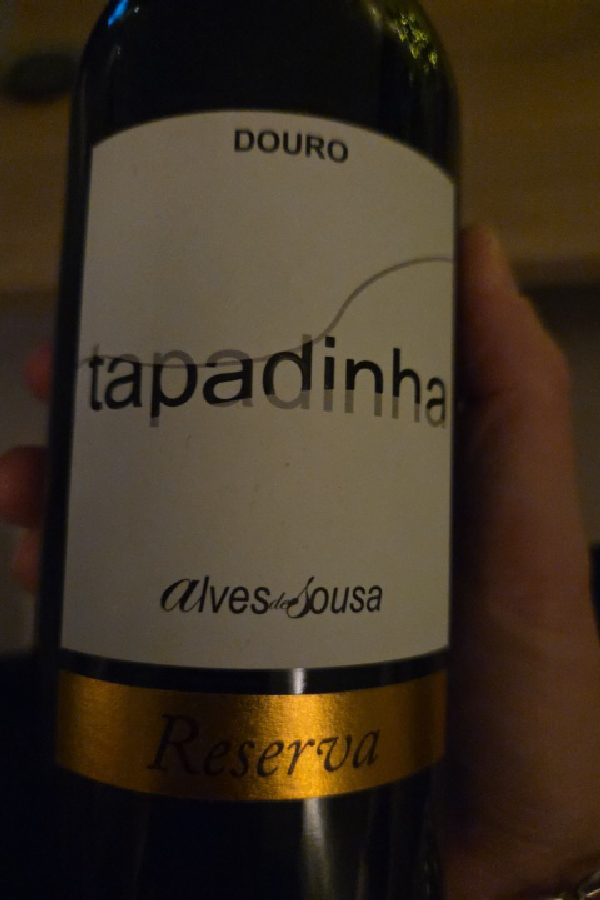 DOURO
tapadinha
alves de Sousa
Reserva